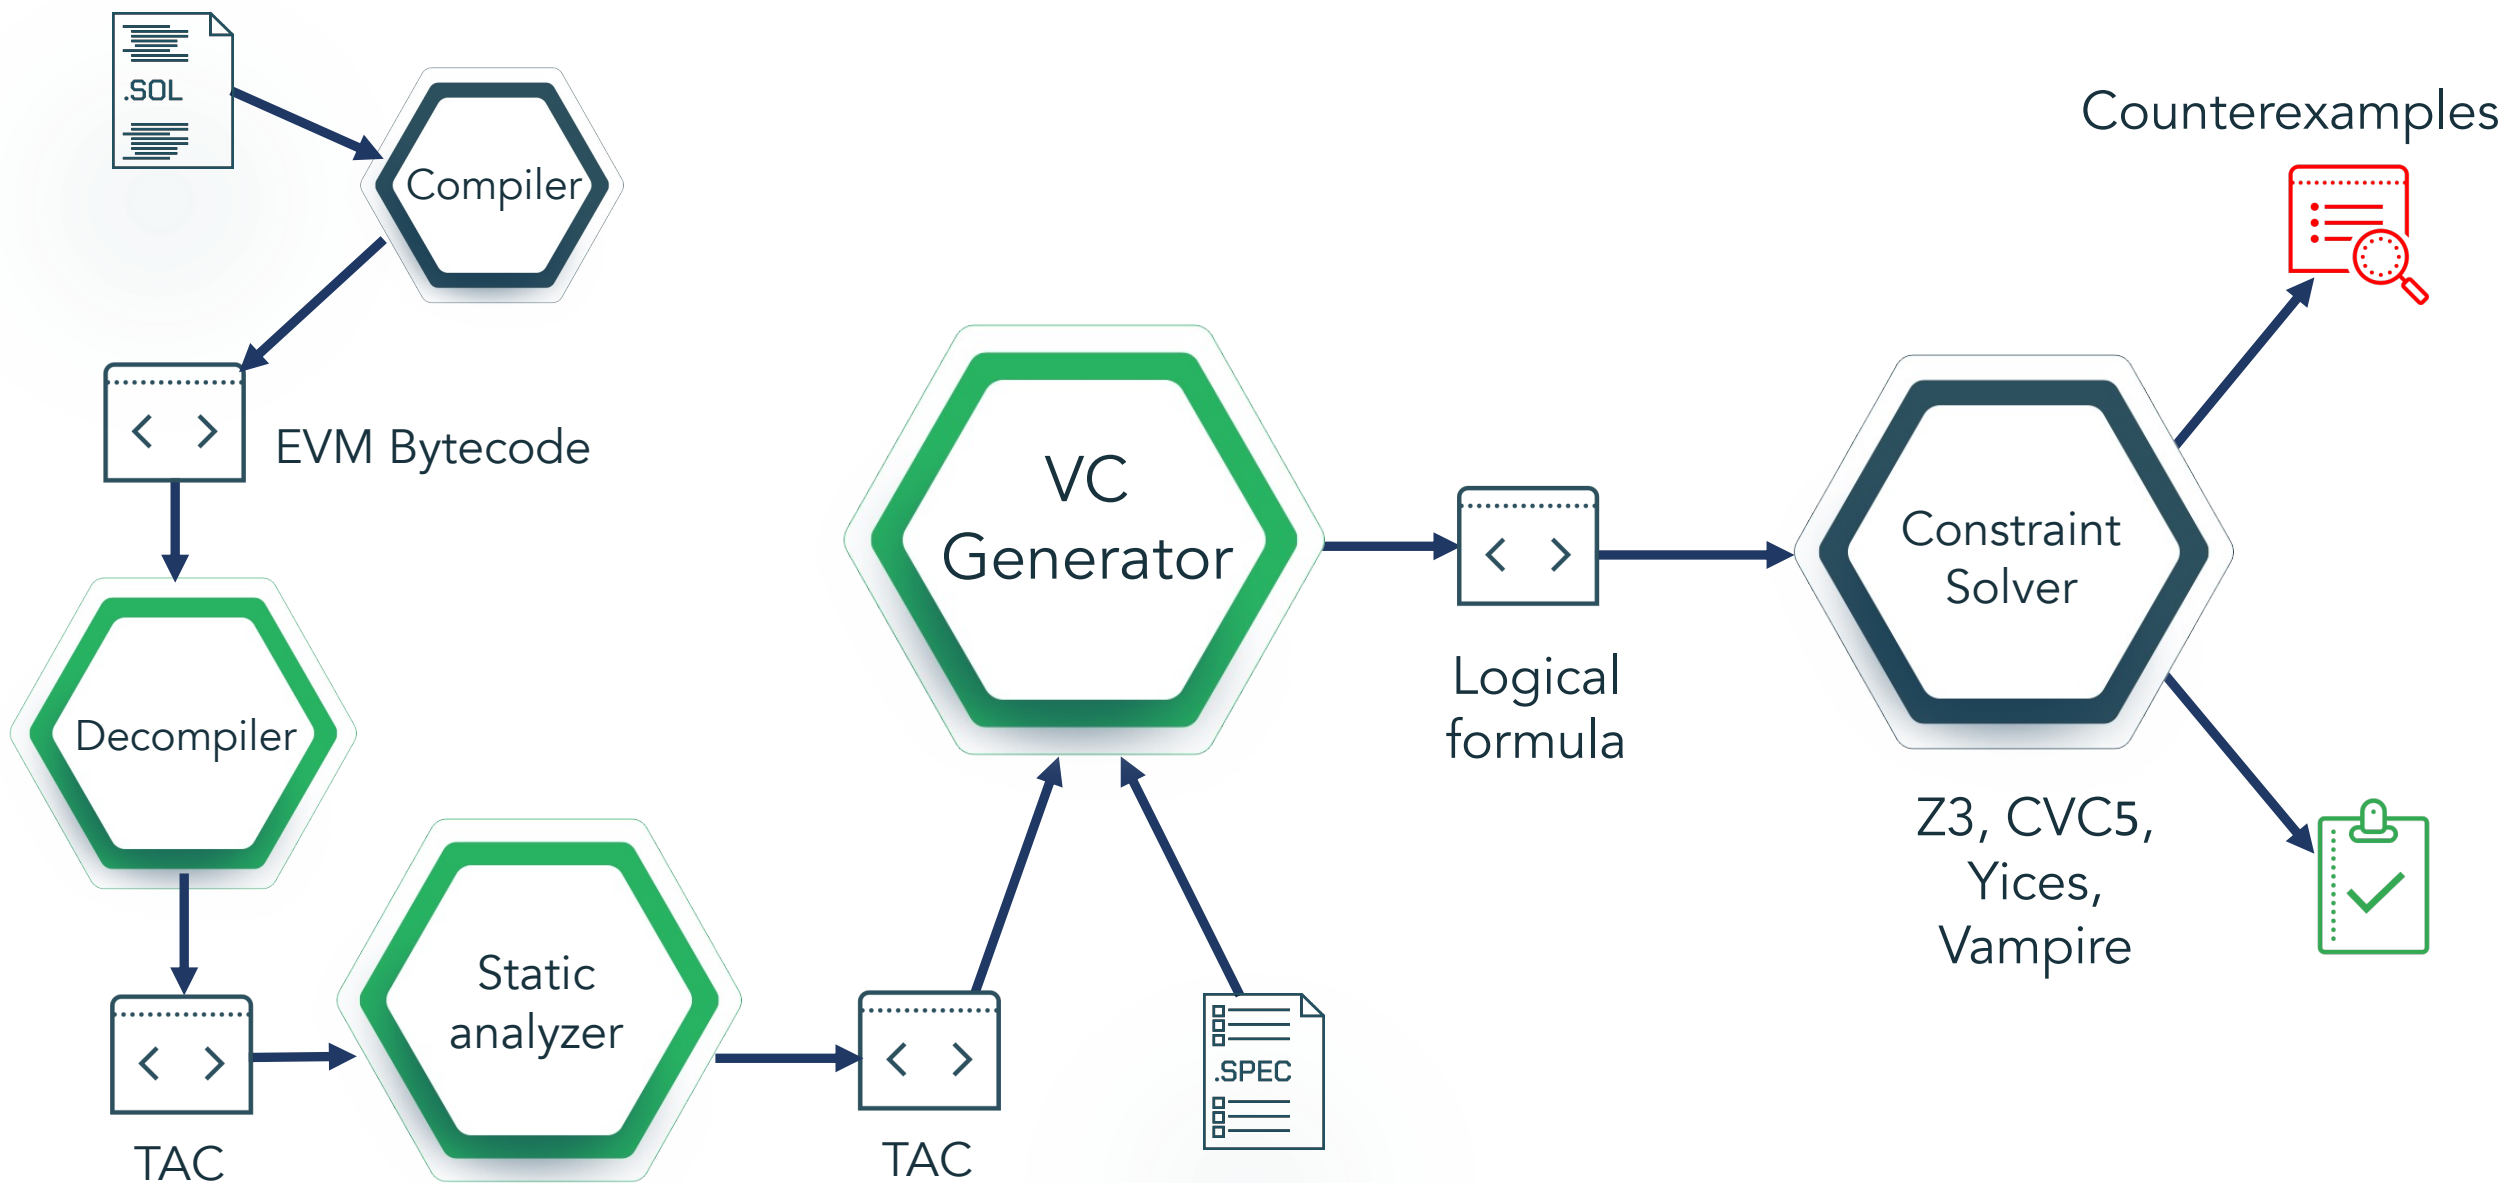 .SOL
Compiler
EVM Bytecode
Decompiler
TAC
Static
analyzer
TAC
.SPEC
VC
Generator
Logical
formula
Constraint
Solver
Z3, CVC5,
Yices,
Vampire
Counterexamples